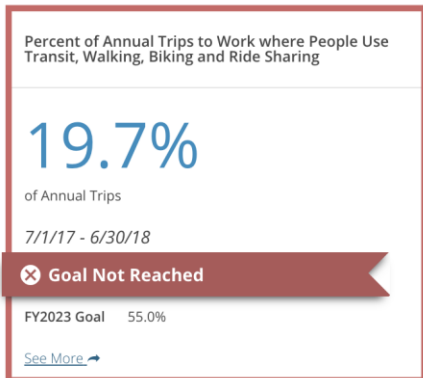 Percent of Annual Trips to Work where People Use
Transit, Walking, Biking and Ride Sharing
19.7%
of Annual Trips
7/1/17 - 6/30/18
Goal Not Reached
FY2023 Goal 55.0%
See More